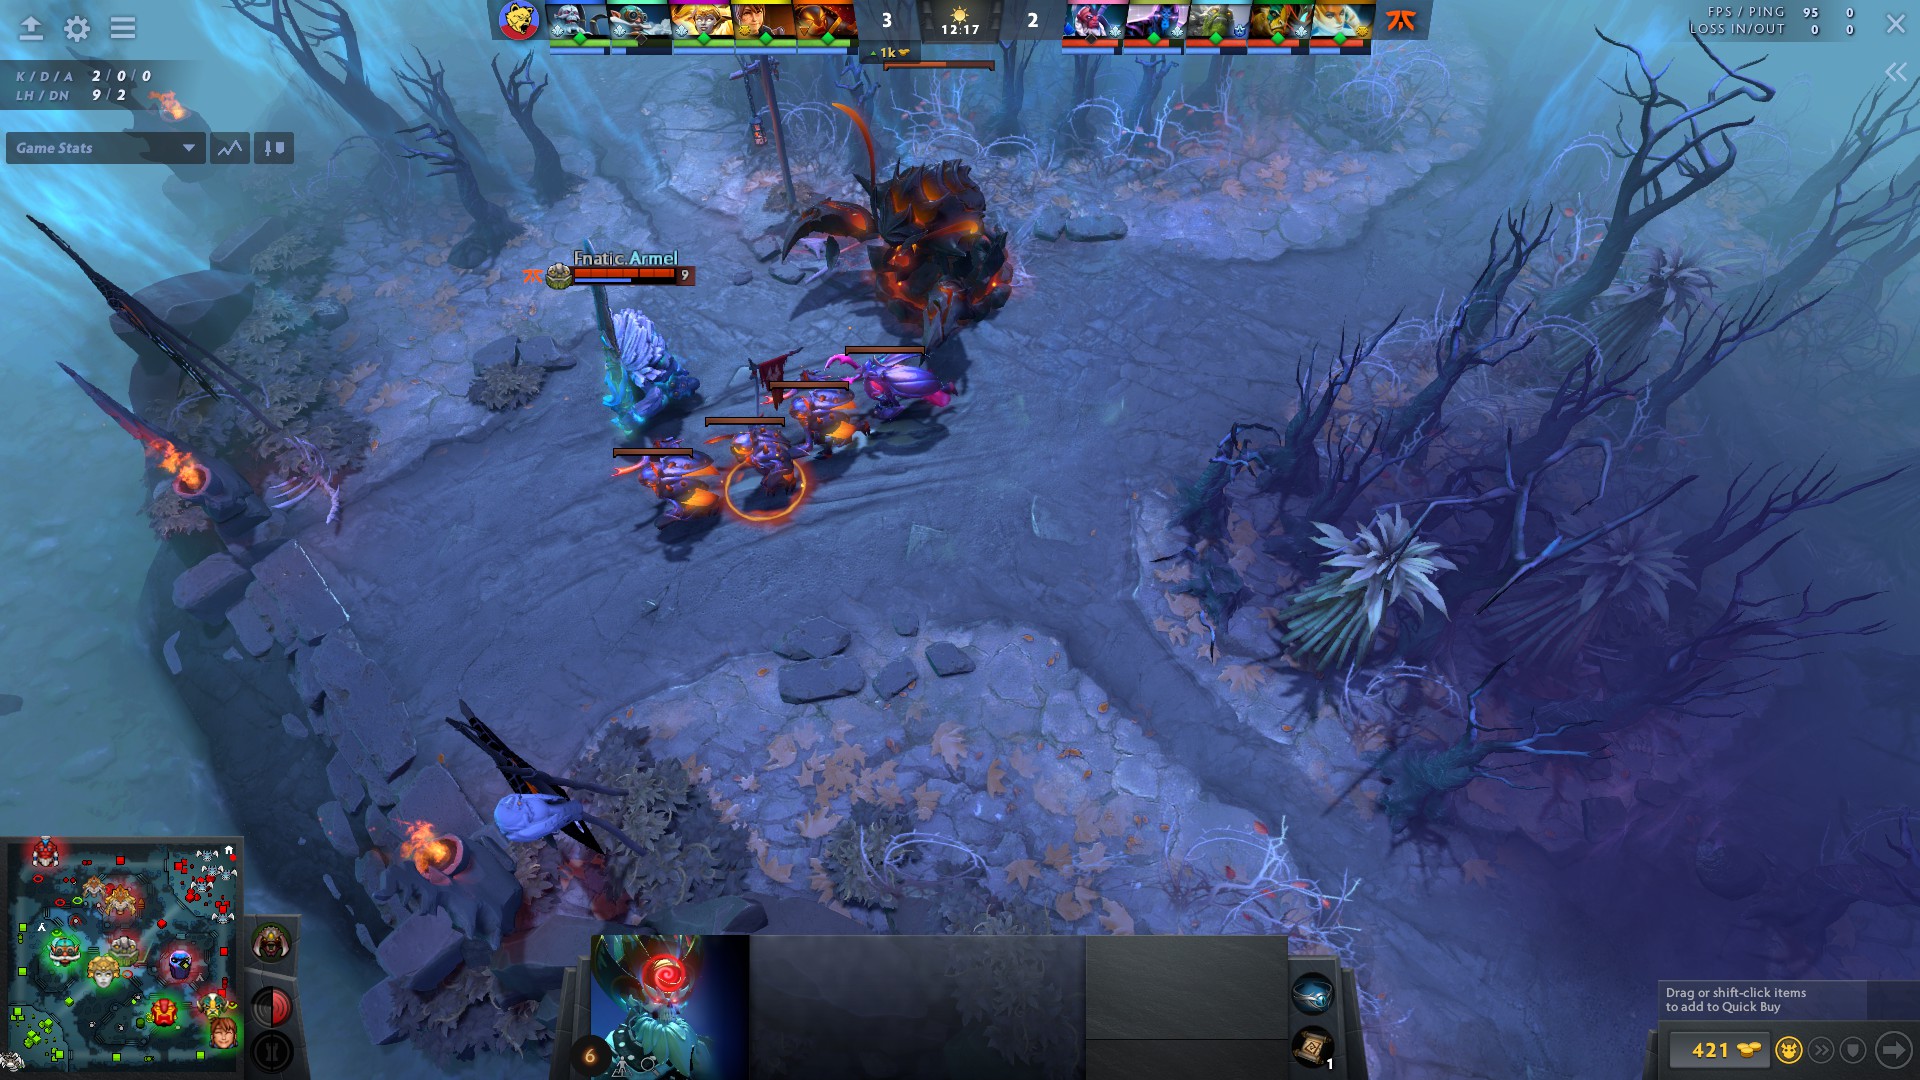 3
12:17
2
1k
FPS / PING 95 0
LOSS IN/OUT 0 0
K / D / A 2 / 0 / 0
LH / DN 9 / 2
Game Stats
Fnatic.Armel
9
6
1
Drag or shift-click items
to add to Quick Buy
421